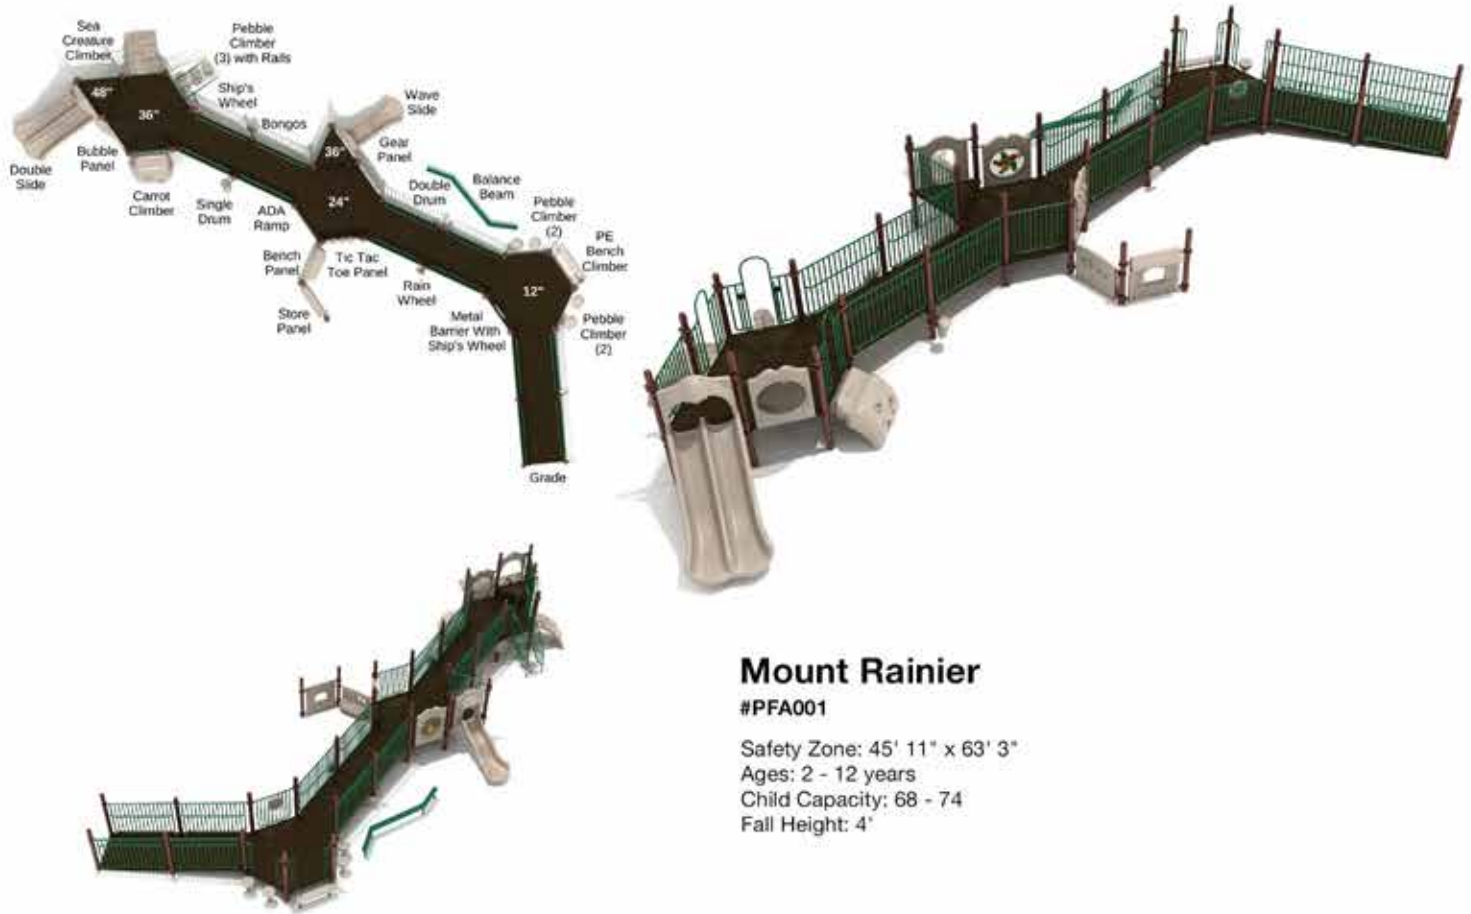 Sea
Creature
Climber
Pebble
Climber
(3) with Rails
48"
36"
Ship's
Wheel
Bongos
Wave
Slide
Gear
Panel
36"
Double
Slide
Bubble
Panel
Carrot
Climber
Single
Drum
ADA
Ramp
24"
Double
Drum
Balance
Beam
Pebble
Climber
(2)
PE
Bench
Climber
Bench
Panel
Tic Tac
Toe Panel
Rain
Wheel
12"
Store
Panel
Metal
Barrier With
Ship's Wheel
Pebble
Climber
(2)
Grade
Mount Rainier
#PFA001
Safety Zone: 45' 11" x 63' 3"
Ages: 2 - 12 years
Child Capacity: 68 - 74
Fall Height: 4'